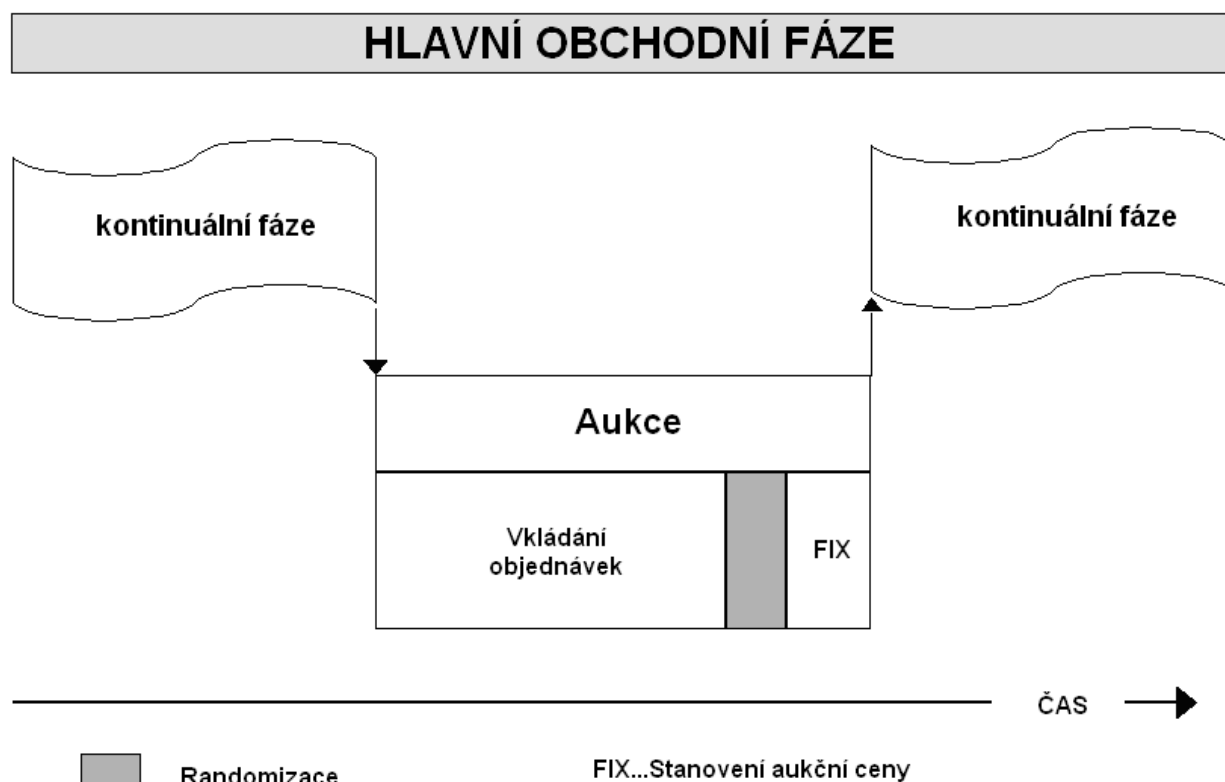 HLAVNÍ OBCHODNÍ FÁZE
kontinuální fáze
kontinuální fáze
Aukce
Vkládání
objednávek
FIX
ČAS
Randomizace
FIX...Stanovení aukční ceny